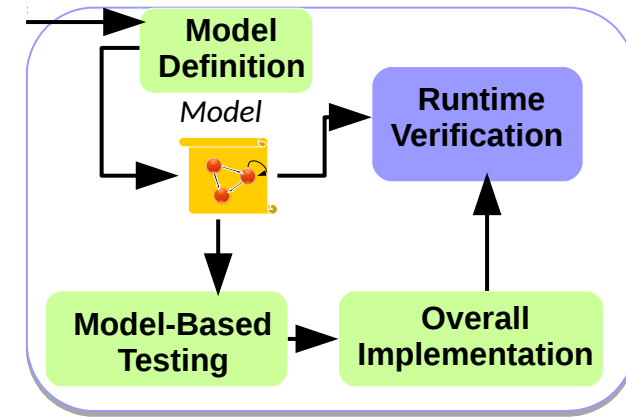 Model
Definition
Model
Runtime
Verification
Model-Based
Testing
Overall
Implementation